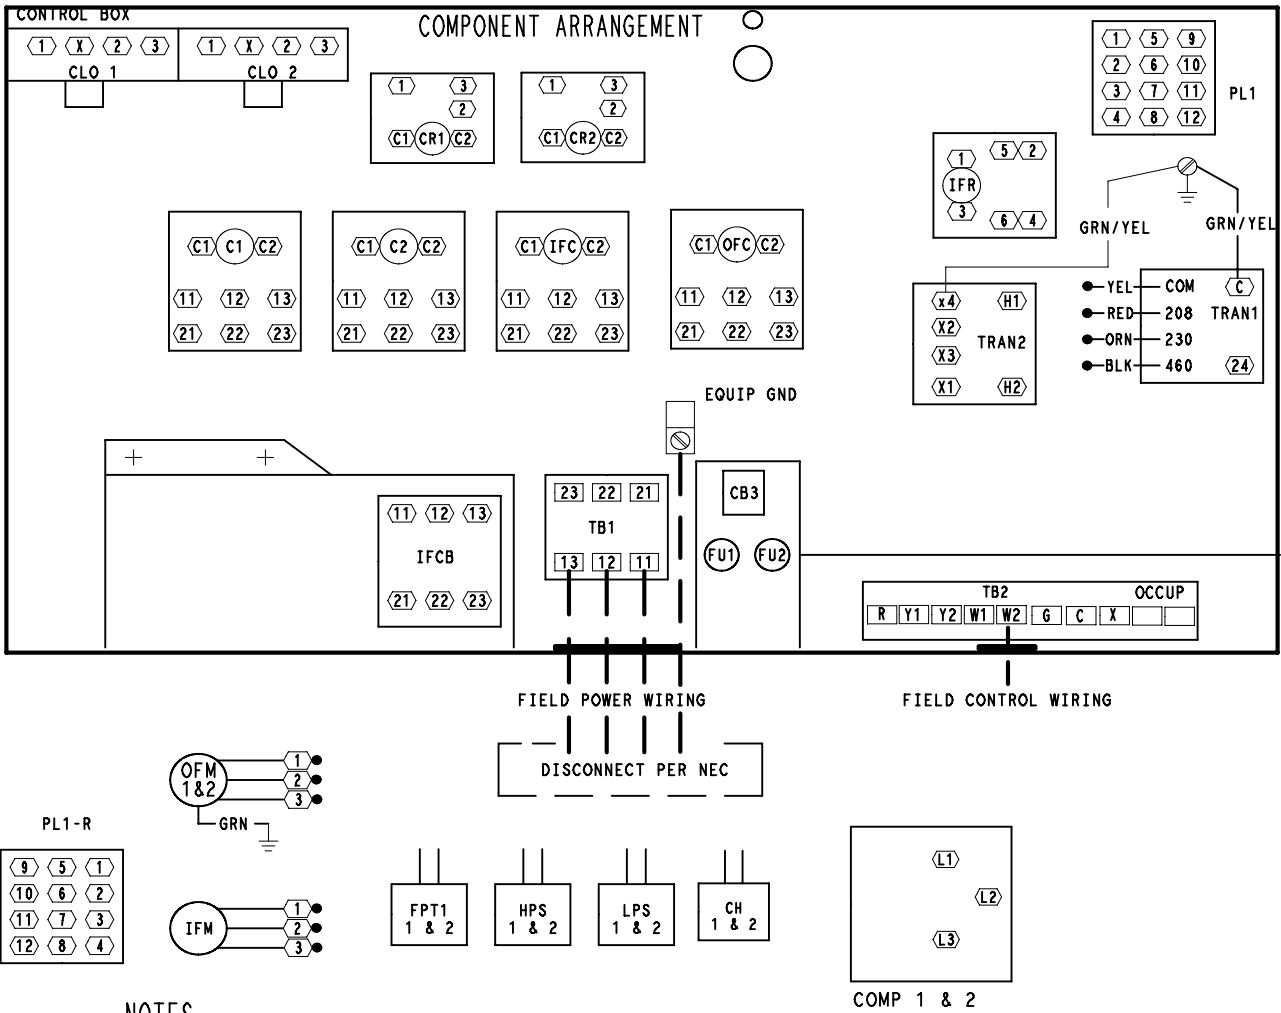 CONTROL BOX
COMPONENT ARRANGEMENT
1 X 2 3
CLO 1
1 X 2 3
CLO 2
1 3
2
C1 CR1 C2
1 3
2
C1 CR2 C2
1 5 9
2 6 10
3 7 11
4 8 12
PL1
1 5 2
IFR
3 6 4
GRN/YEL
GRN/YEL
C1 C1 C2
11 12 13
21 22 23
C1 C2 C2
11 12 13
21 22 23
C1 IFC C2
11 12 13
21 22 23
C1 OFC C2
11 12 13
21 22 23
X4 H1
X2
TRAN2
X3
X1 H2
YEL COM C
RED 208 TRAN1
ORN 230
BLK 460 24
EQUIP GND
11 12 13
IFCB
21 22 23
23 22 21
TB1
13 12 11
CB3
FU1 FU2
TB2 OCCUP
R Y1 Y2 W1 W2 G C X
FIELD POWER WIRING
FIELD CONTROL WIRING
DISCONNECT PER NEC
OFM
1&2
1
2
3
GRN
PL1-R
9 5 1
10 6 2
11 7 3
12 8 4
IFM
1
2
3
FPT1
1 & 2
HPS
1 & 2
LPS
1 & 2
CH
1 & 2
L1
L2
L3
COMP 1 & 2
NOTES